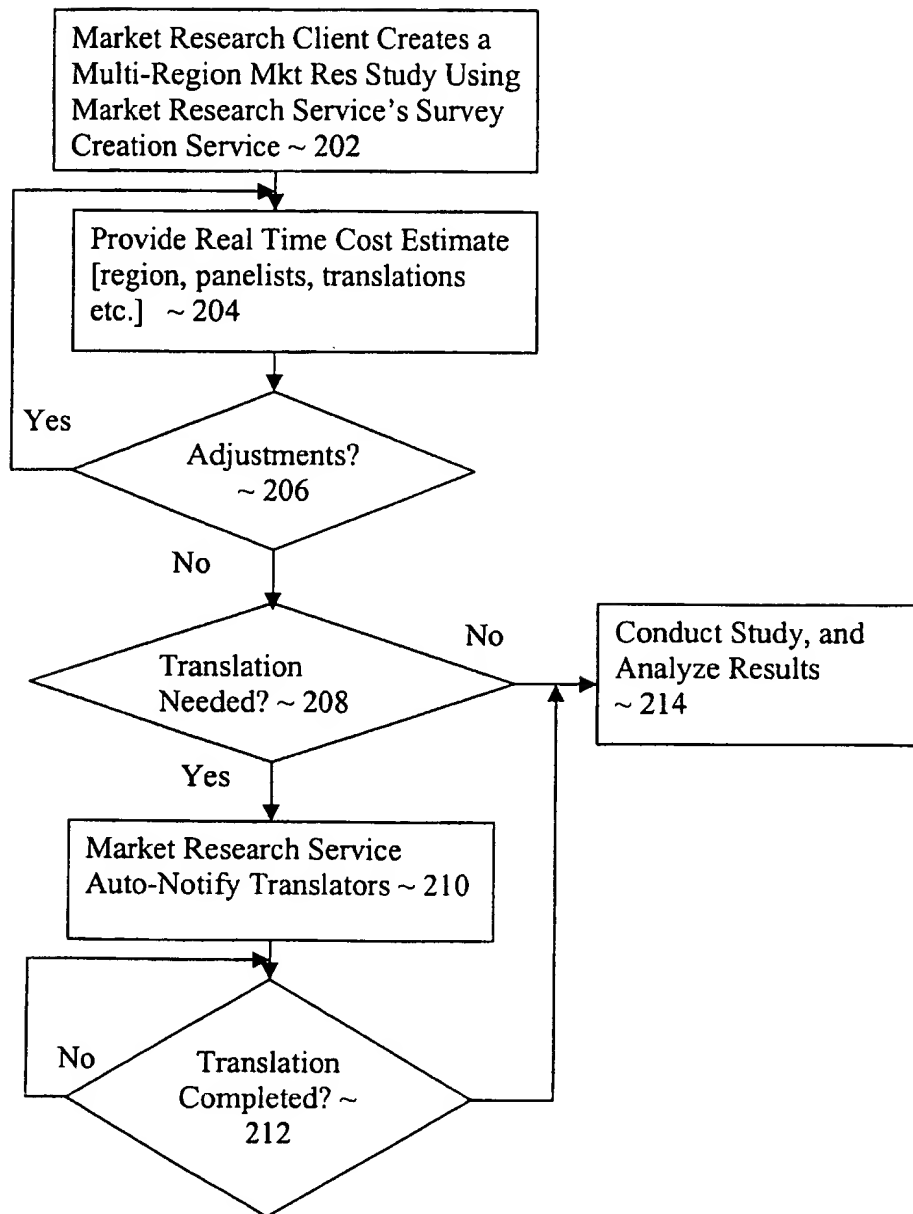 Market Research Client Creates a
Multi-Region Mkt Res Study Using
Market Research Service's Survey
Creation Service ~ 202
Provide Real Time Cost Estimate
[region, panelists, translations
etc.] ~ 204
Yes
Adjustments?
~ 206
No
Translation
Needed? ~ 208
No
Conduct Study, and
Analyze Results
~ 214
Yes
Market Research Service
Auto-Notify Translators ~ 210
No
Translation
Completed? ~
212